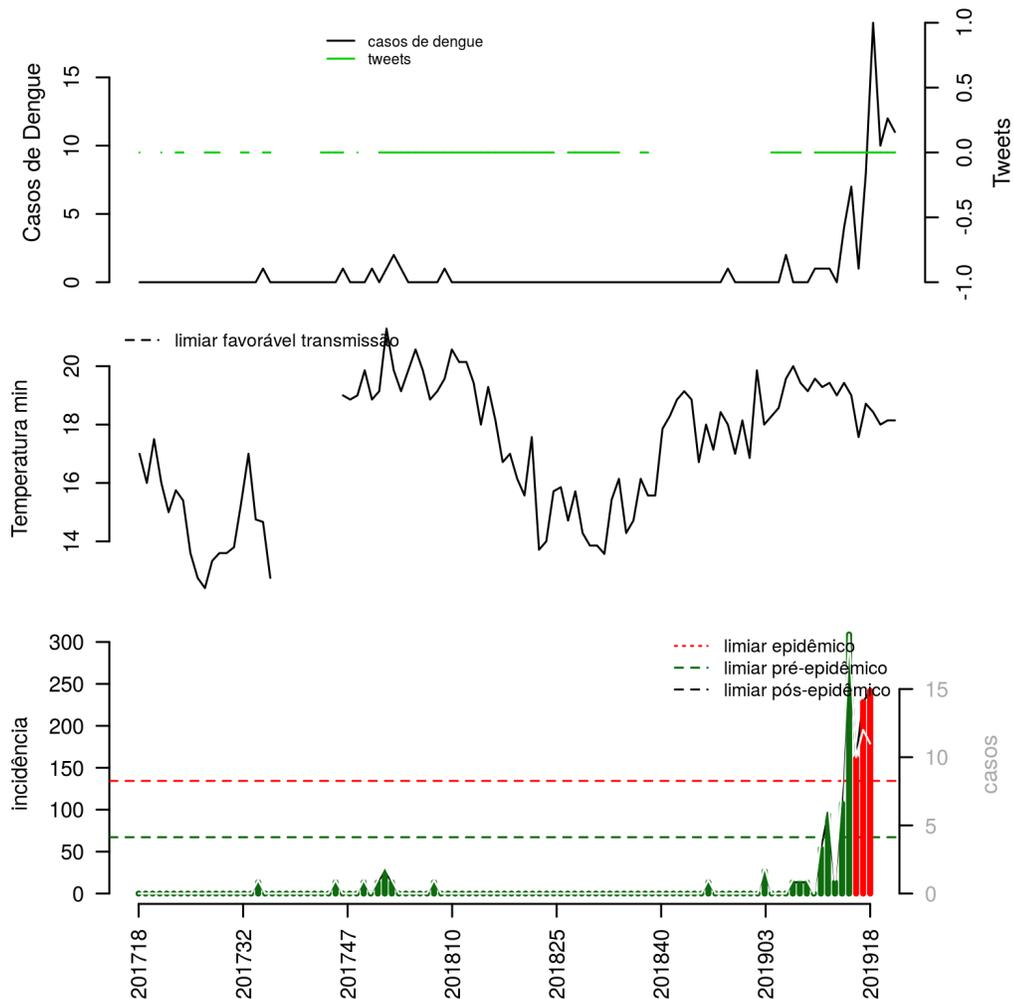 casos de dengue
tweets
Casos de Dengue
0
5
10
15
Tweets
-1.0
-0.5
0.0
0.5
1.0
limiar favorável transmissão
Temperatura min
14
16
18
20
limiar epidêmico
limiar pré-epidêmico
limiar pós-epidêmico
incidência
0
50
100
150
200
250
300
casos
0
5
10
15
201718
201732
201747
201810
201825
201840
201903
201918